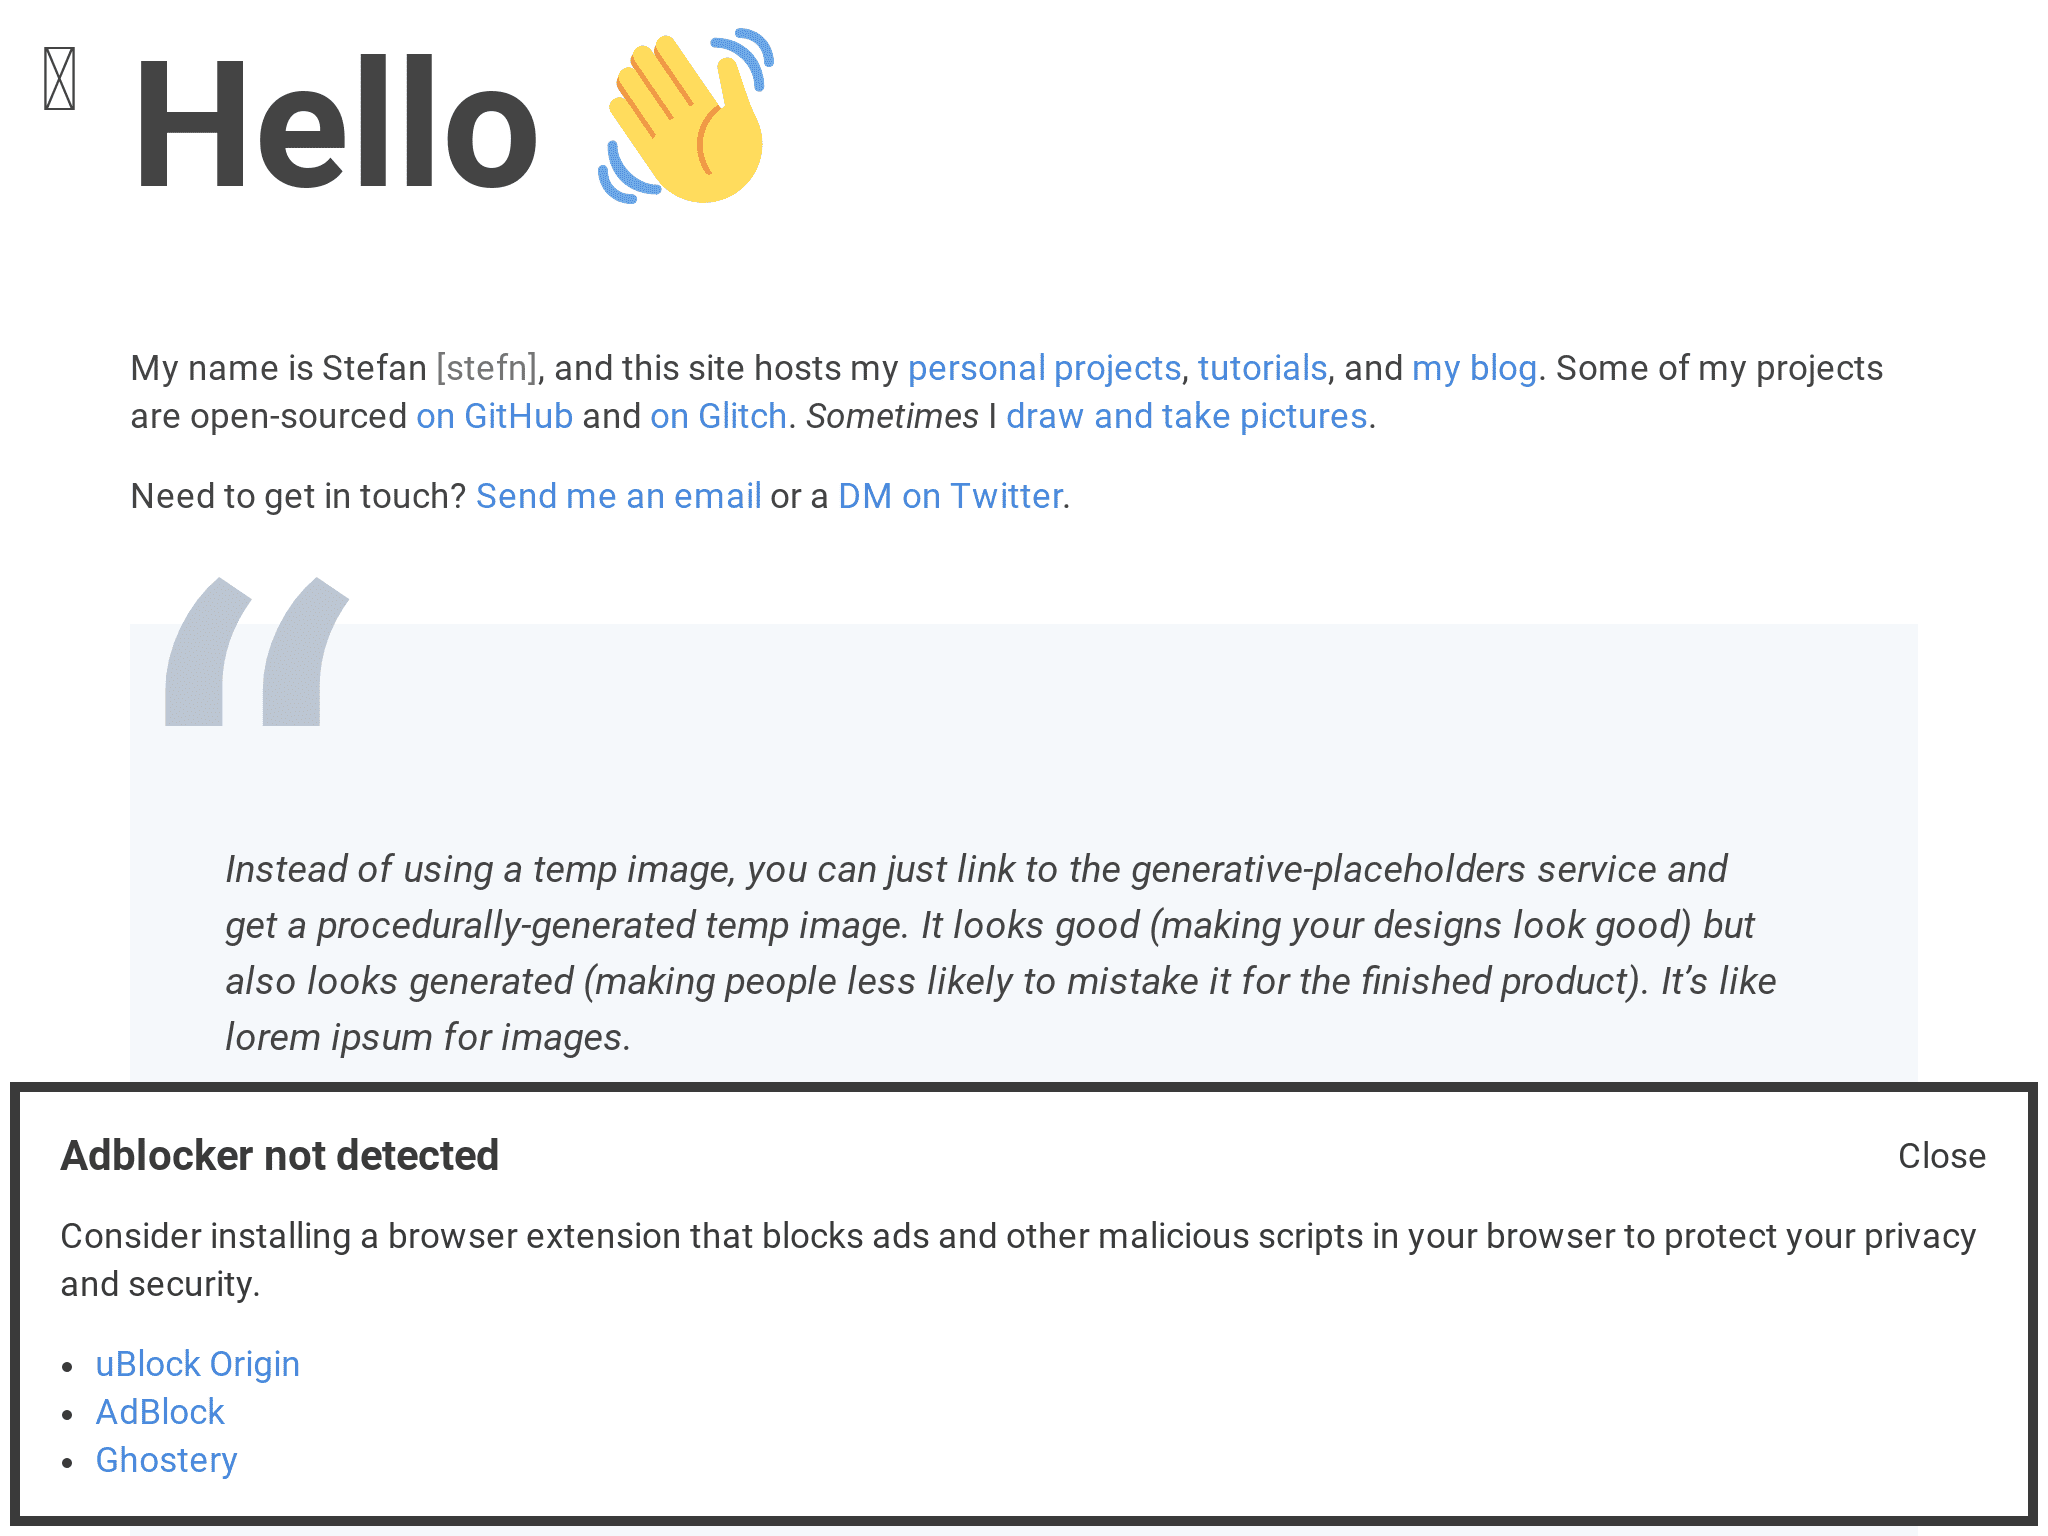 Hello 👋
My name is Stefan [stefn], and this site hosts my personal projects, tutorials, and my blog. Some of my projects
are open-sourced on GitHub and on Glitch. Sometimes I draw and take pictures.
Need to get in touch? Send me an email or a DM on Twitter.
“
Instead of using a temp image, you can just link to the generative-placeholders service and
get a procedurally-generated temp image. It looks good (making your designs look good) but
also looks generated (making people less likely to mistake it for the finished product). It’s like
lorem ipsum for images.
Adblocker not detected
Close
Consider installing a browser extension that blocks ads and other malicious scripts in your browser to protect your privacy
and security.
• uBlock Origin
• AdBlock
• Ghostery